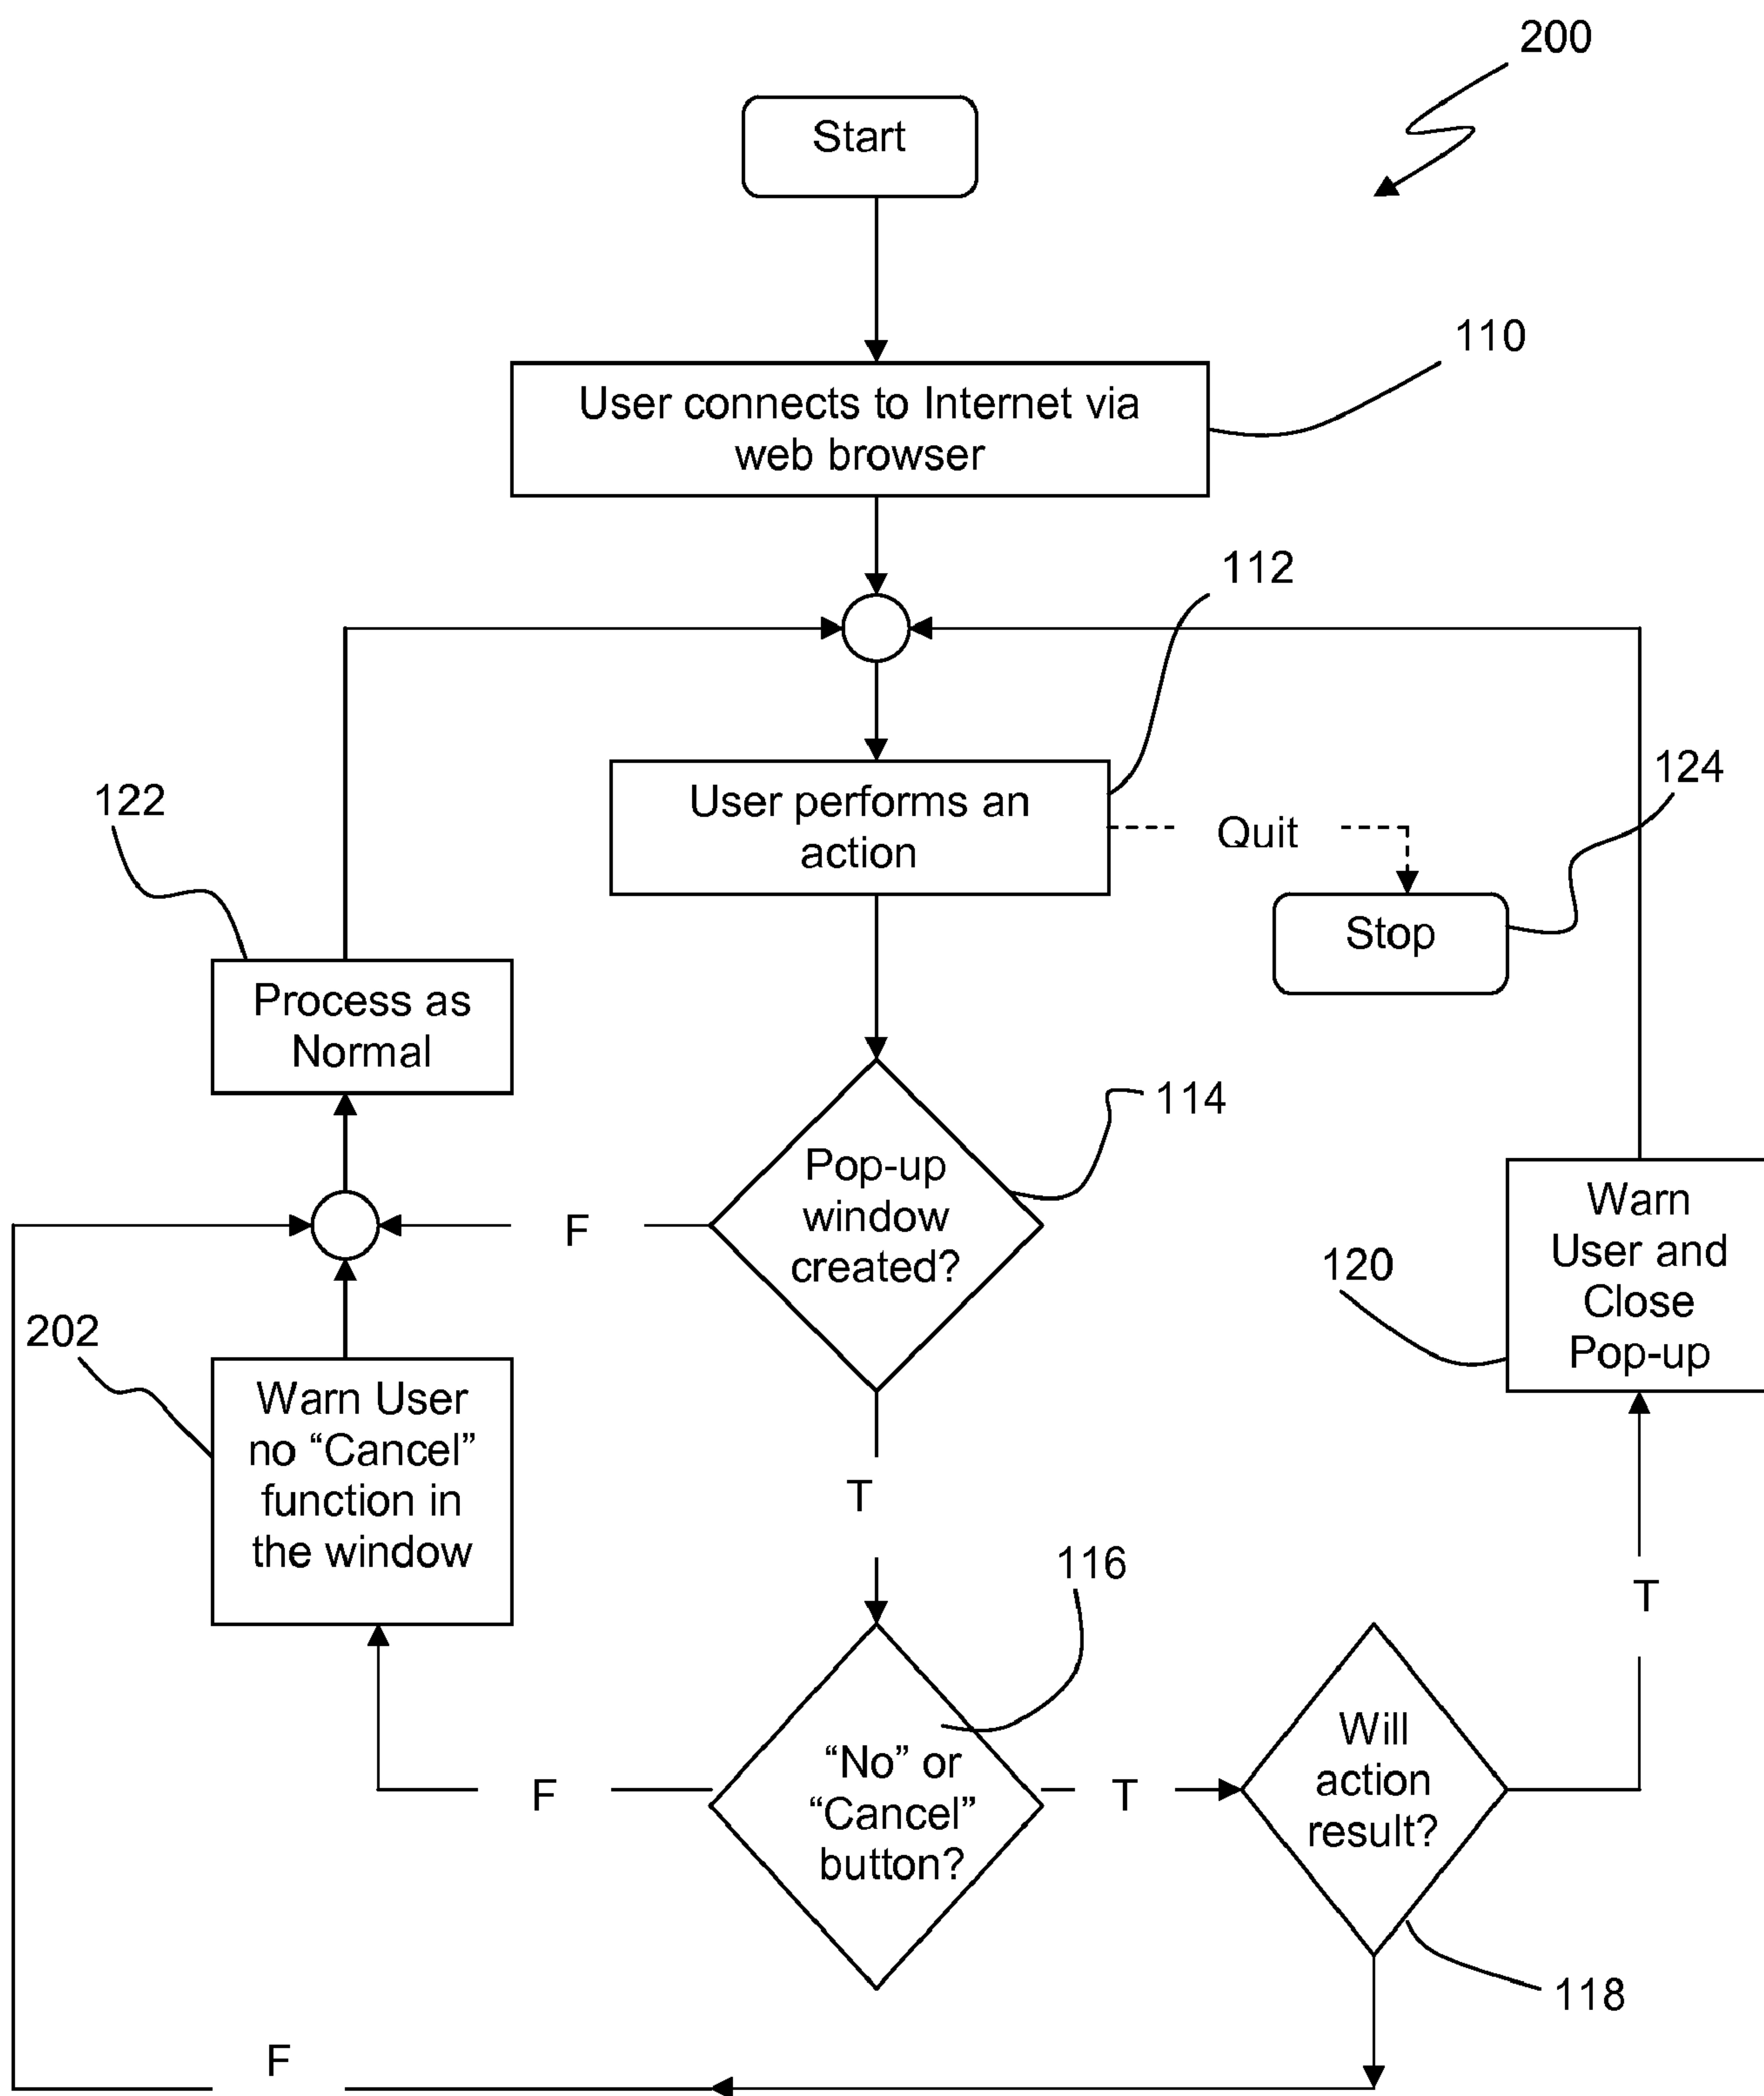 200
Start
110
User connects to Internet via
web browser
112
User performs an
action
Quit
124
Stop
122
Process as
Normal
114
Pop-up
window
created?
F
T
202
Warn User
no “Cancel”
function in
the window
120
Warn
User and
Close
Pop-up
T
116
“No” or
“Cancel”
button?
F
T
Will
action
result?
118
F